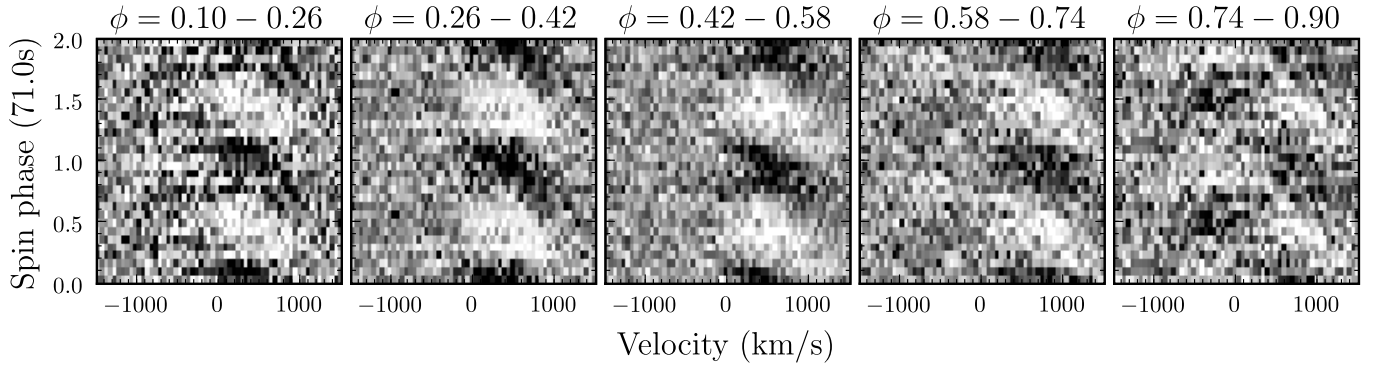 ϕ = 0.10 − 0.26 ϕ = 0.26 − 0.42 ϕ = 0.42 − 0.58 ϕ = 0.58 − 0.74 ϕ = 0.74 − 0.90
Spin phase (71.0s)
2.0
1.5
1.0
0.5
0.0
−1000 0 1000 −1000 0 1000 −1000 0 1000 −1000 0 1000 −1000 0 1000
Velocity (km/s)